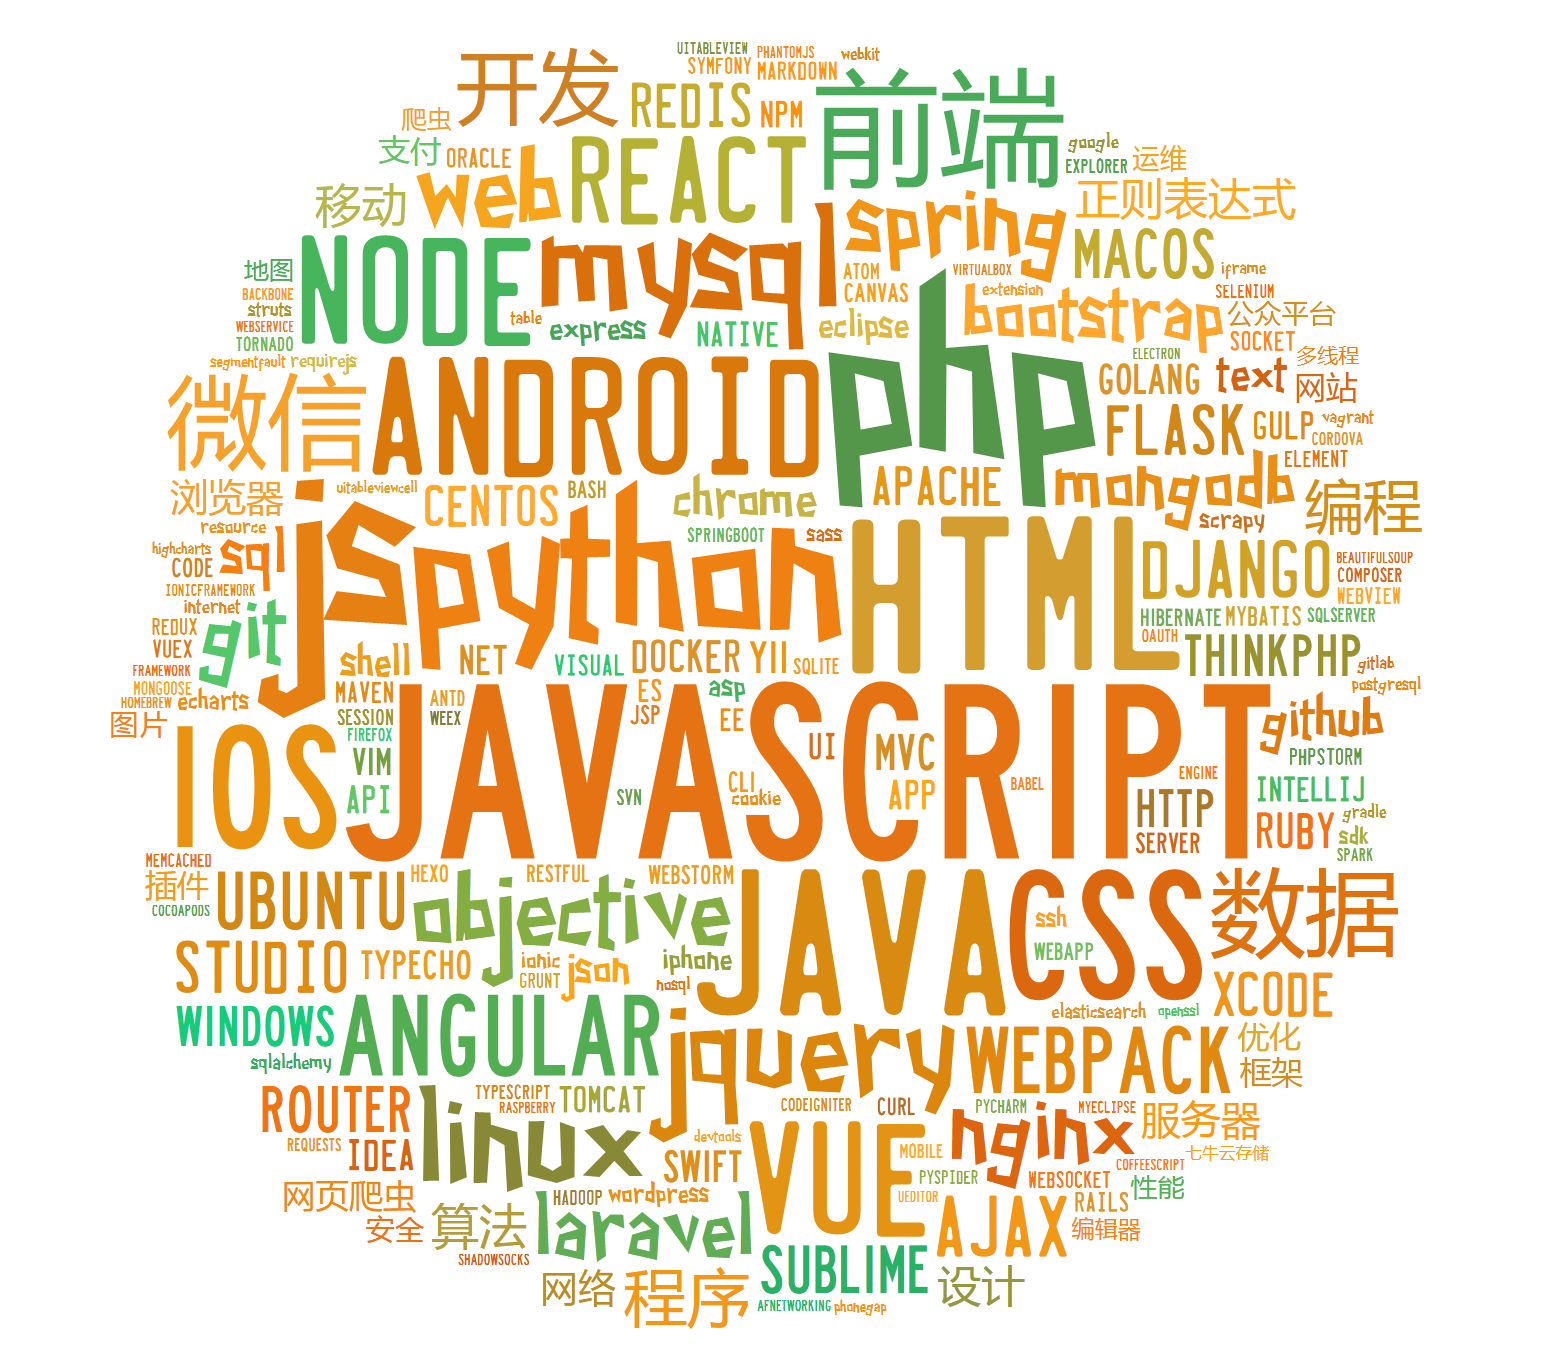 UITABLEVIEW
PHANTOMJS
webkit
SYMFONY
MARKDOWN
开发
REDIS
NPM
前端
爬虫
支付
ORACLE
web
REACT
google
EXPLORER
运维
移动
spring
正则表达式
NODE
mysql
MACOS
地图
ATOM
VIRTUALBOX
iframe
BACKBONE
CANVAS
extension
SELENIUM
struts
table
express
NATIVE
eclipse
bootstrap
公众平台
WEBSERVICE
TORNADO
SOCKET
segmentfault
requirejs
ELECTRON
多线程
微信
ANDROID
php
GOLANG
text
网站
FLASK
GULP
vagrant
CORDOVA
ELEMENT
浏览器
js
uitableviewcell
CENTOS
BASH
chrome
APACHE
mongodb
编程
resource
python
SPRINGBOOT
sass
HTML
scrapy
highcharts
sql
CODE
DJANGO
BEAUTIFULSOUP
COMPOSER
IONICFRAMEWORK
WEBVIEW
internet
git
HIBERNATE
MYBATIS
SQLSERVER
REDUX
OAUTH
VUEX
shell
NET
VISUAL
DOCKER
YII
SQLITE
THINKPHP
gitlab
FRAMEWORK
MONGOOSE
MAVEN
ANTD
ES
asp
postgresql
HOMEBREW
echarts
SESSION
WEEX
JSP
EE
github
图片
IOS
FIREFOX
JAVASCRIPT
UI
MVC
VIM
PHPSTORM
API
SVN
CLI
cookie
APP
BABEL
ENGINE
HTTP
INTELLIJ
gradle
SERVER
RUBY
sdk
SPARK
MEMCACHED
插件
UBUNTU
HEXO
RESTFUL
WEBSTORM
JAVA
CSS
数据
COCOAPODS
objective
ssh
STUDIO
TYPECHO
ionic
GRUNT
json
iphone
nosql
WEBAPP
XCODE
WINDOWS
ANGULAR
elasticsearch
openssl
jquery
WEBPACK
优化
sqlalchemy
框架
ROUTER
linux
TYPESCRIPT
RASPBERRY
TOMCAT
CODEIGNITER
CURL
PYCHARM
MYECLIPSE
服务器
REQUESTS
IDEA
devtools
VUE
nginx
MOBILE
七牛云存储
SWIFT
PYSPIDER
COFFEESCRIPT
WEBSOCKET
网页爬虫
HADOOP
wordpress
UEDITOR
性能
安全
算法
laravel
AJAX
RAILS
编辑器
SHADOWSOCKS
SUBLIME
网络
程序
设计
AFNETWORKING
phonegap